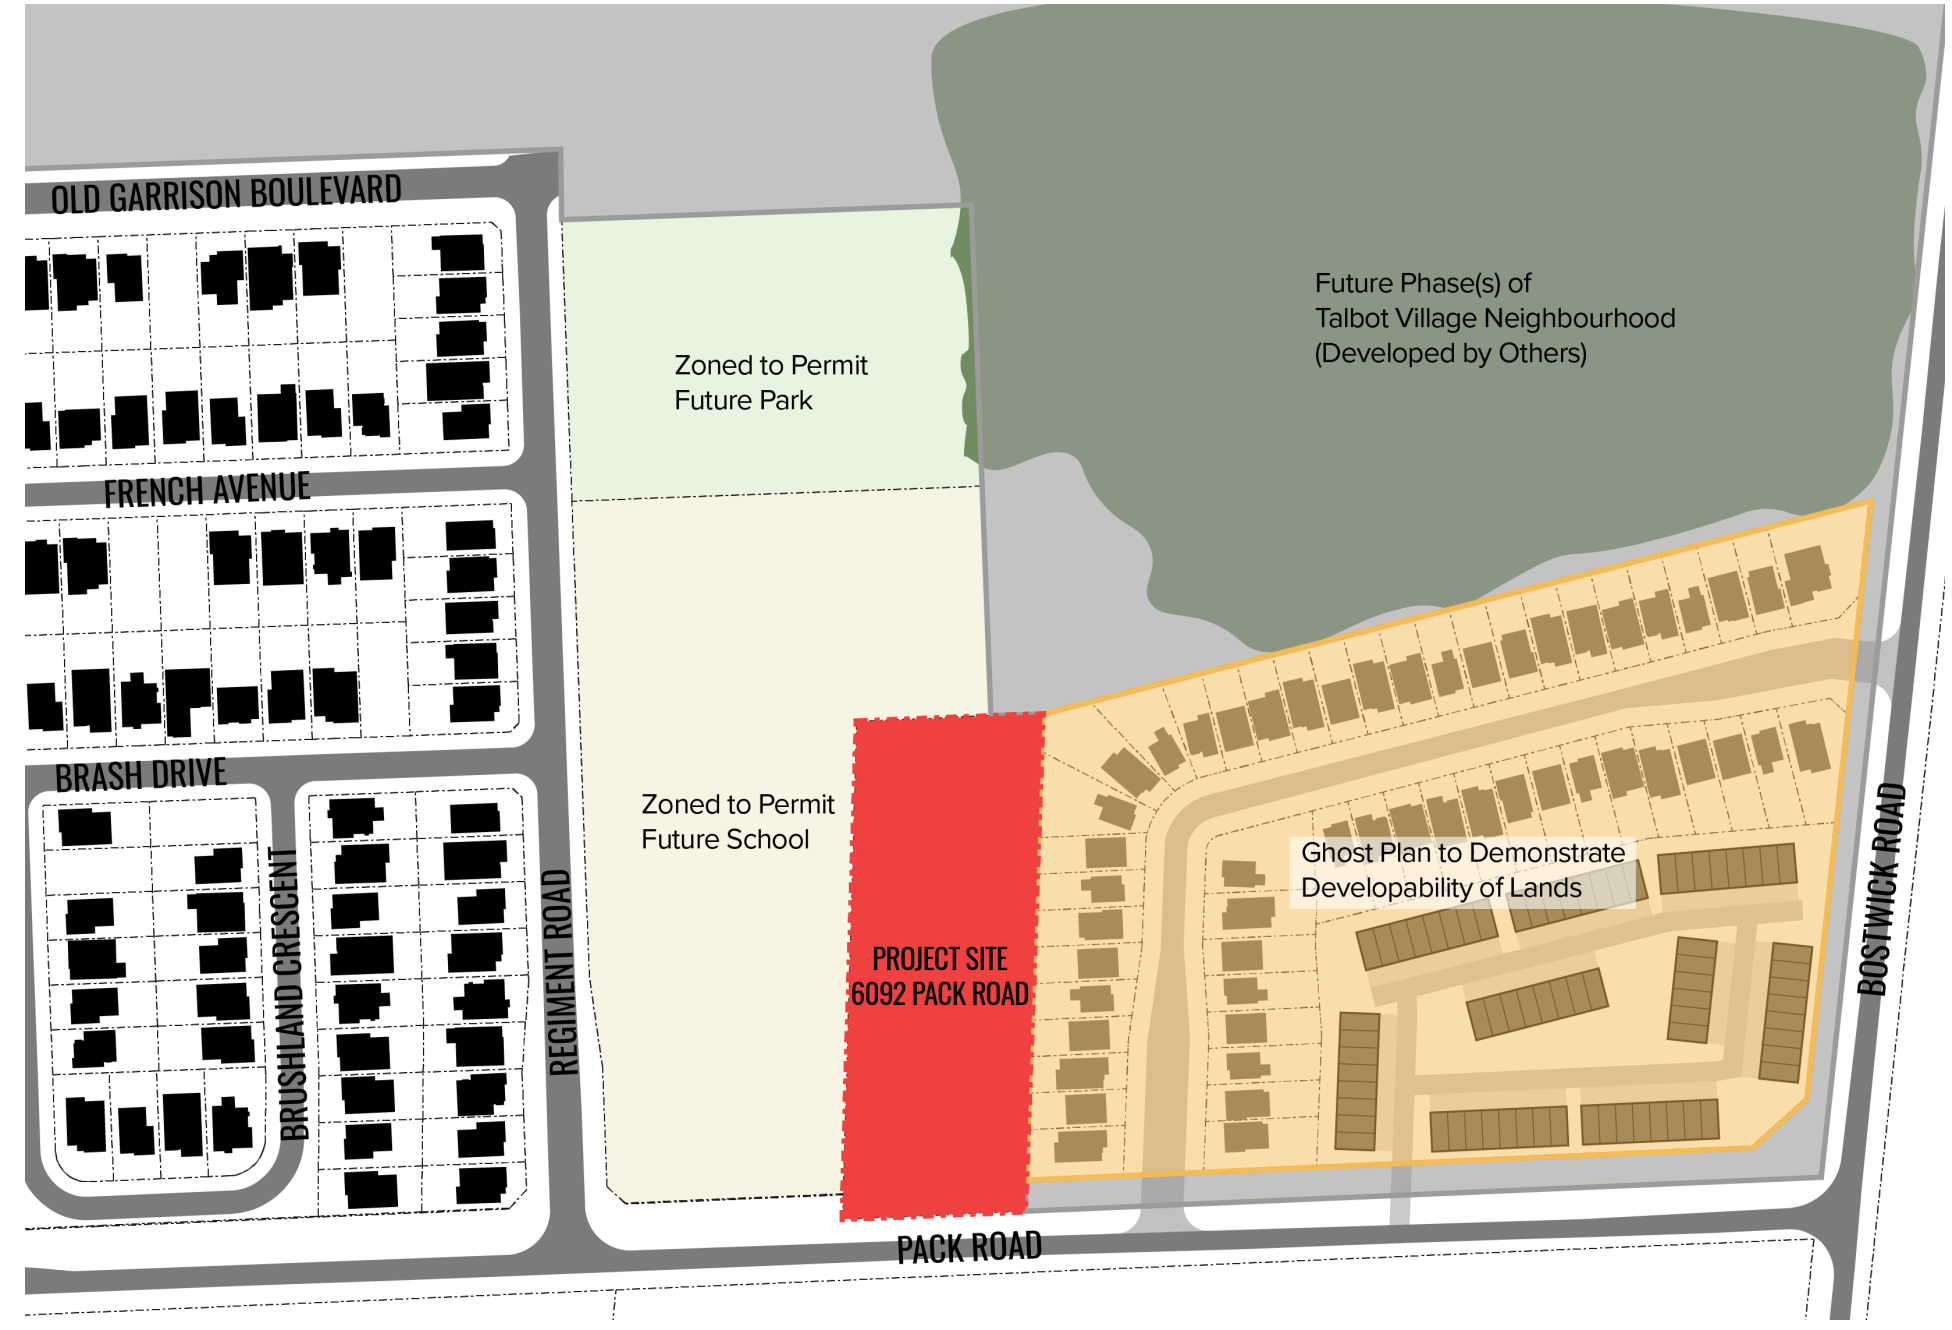 OLD GARRISON BOULEVARD
Future Phase(s) of
Talbot Village Neighbourhood
(Developed by Others)
Zoned to Permit
Future Park
FRENCH AVENUE
BRASH DRIVE
Zoned to Permit
Future School
Ghost Plan to Demonstrate
Developability of Lands
BRUSHLAND CRESCENT
REGIMENT ROAD
PROJECT SITE
6092 PACK ROAD
BOSTWICK ROAD
PACK ROAD